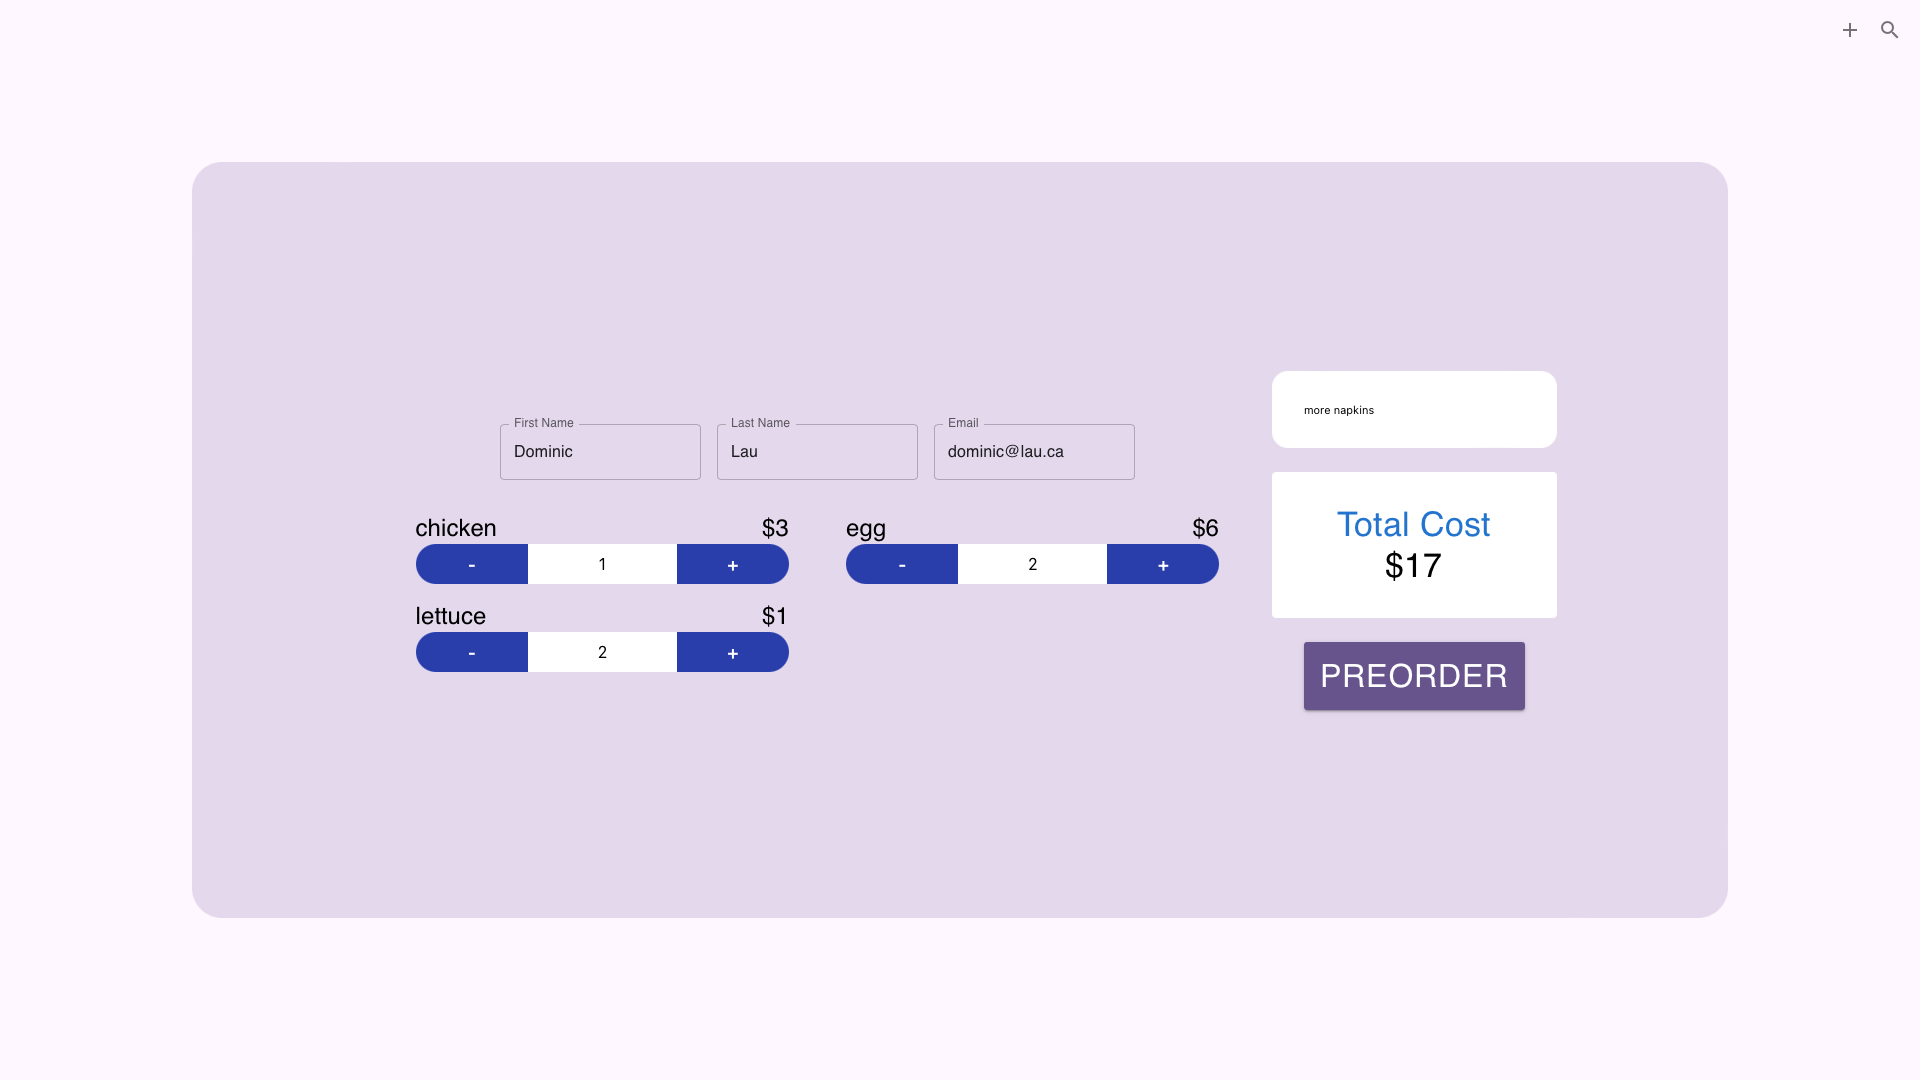 First Name
Dominic
Last Name
Lau
Email
dominic@lau.ca
chicken $3
- 1 +
egg $6
- 2 +
lettuce $1
- 2 +
more napkins
Total Cost
$17
PREORDER